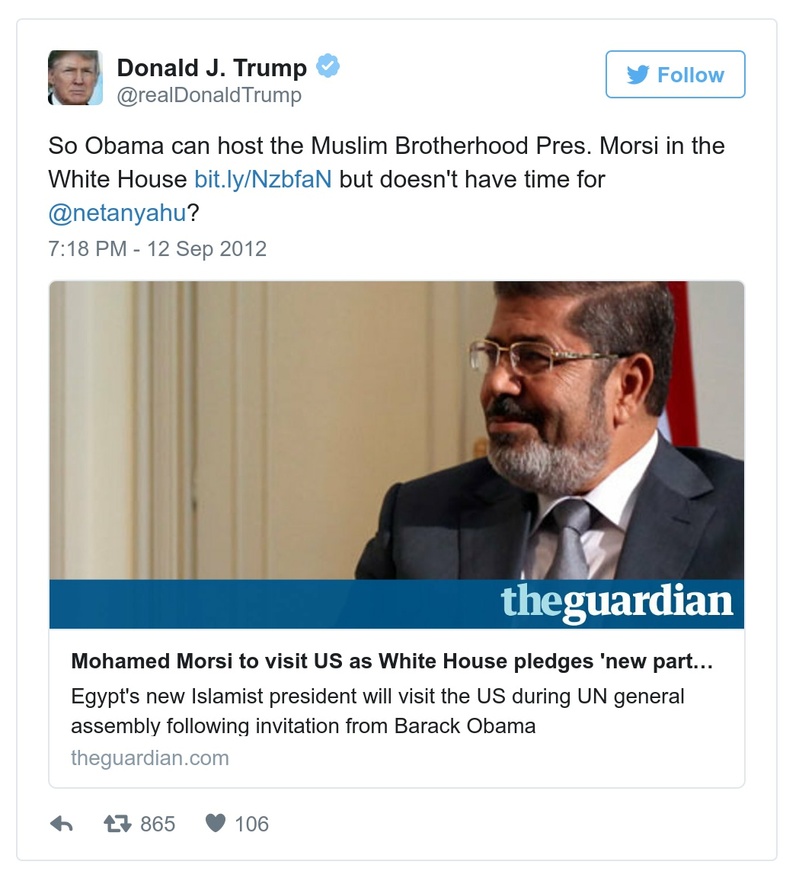 Donald J. Trump
@realDonaldTrump
Follow
So Obama can host the Muslim Brotherhood Pres. Morsi in the
White House bit.ly/NzbfaN but doesn't have time for
@netanyahu?
7:18 PM - 12 Sep 2012
theguardian
Mohamed Morsi to visit US as White House pledges 'new part...
Egypt's new Islamist president will visit the US during UN general
assembly following invitation from Barack Obama
theguardian.com
865 106